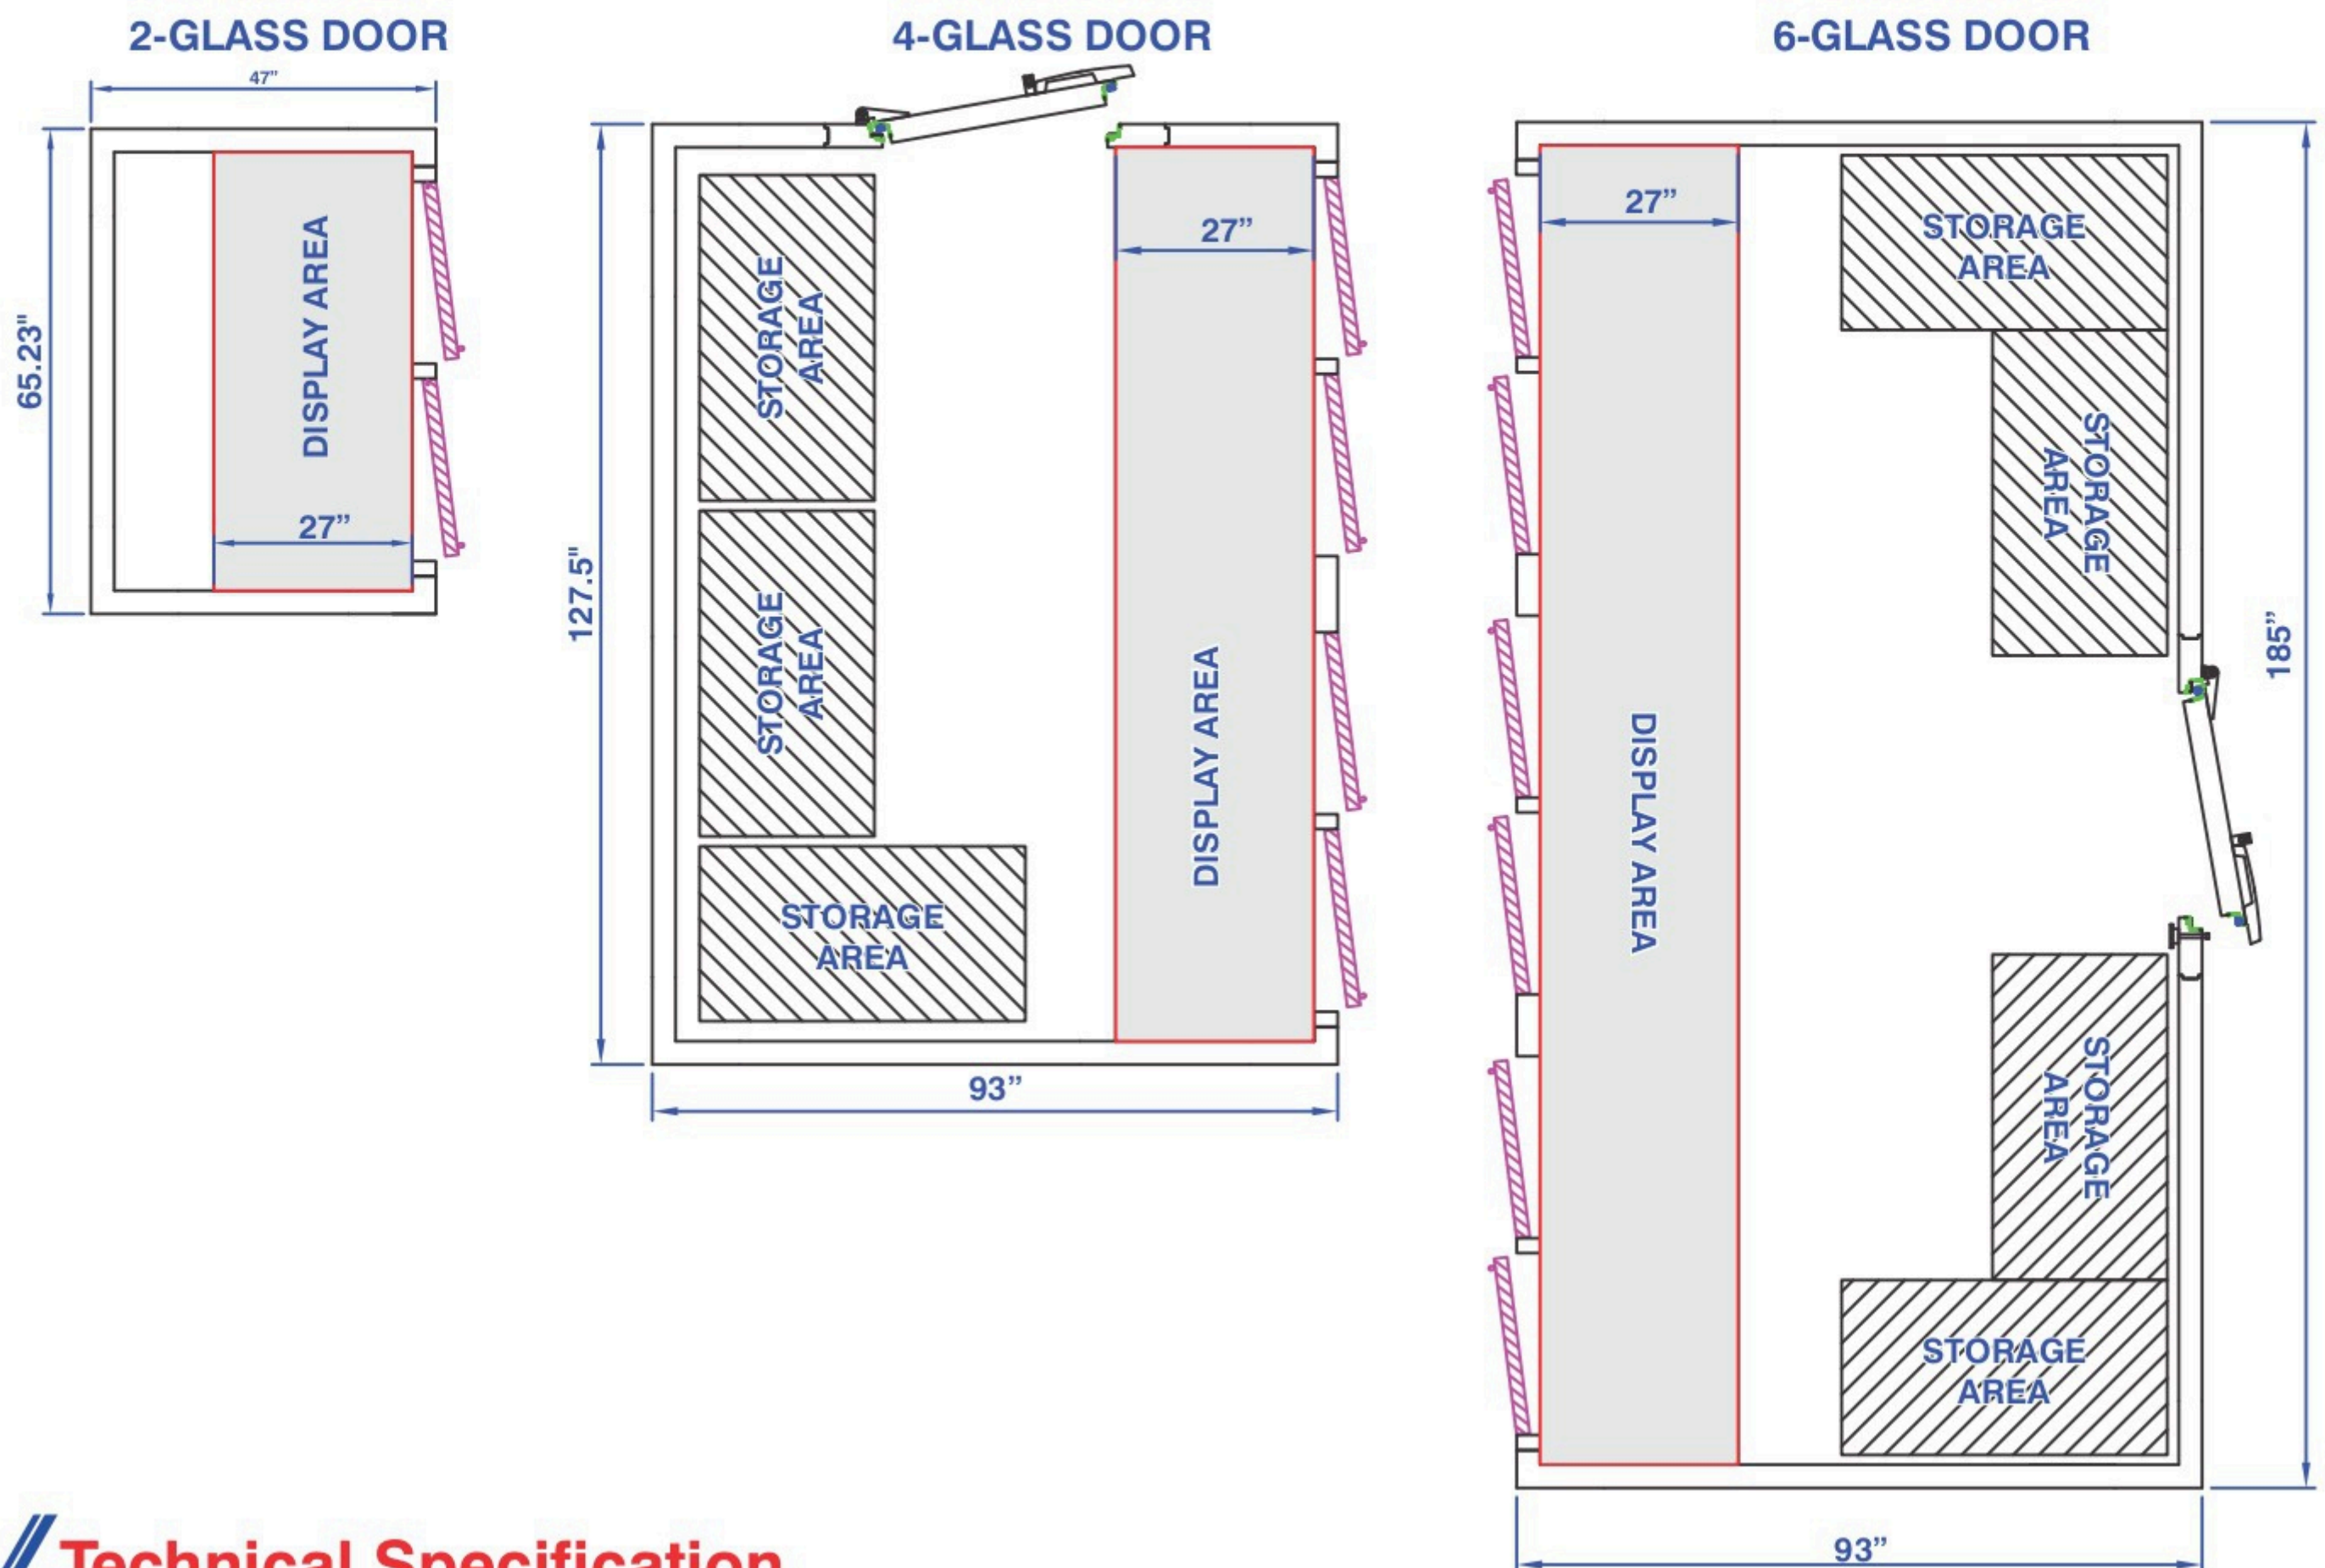 2-GLASS DOOR
47”
65.23"
DISPLAY AREA
27”
4-GLASS DOOR
127.5"
STORAGE
AREA
STORAGE
AREA
STORAGE
AREA
27”
DISPLAY AREA
93”
6-GLASS DOOR
27”
DISPLAY AREA
STORAGE
AREA
STORAGE
AREA
STORAGE
AREA
STORAGE
AREA
185”
93”
Technical Specification